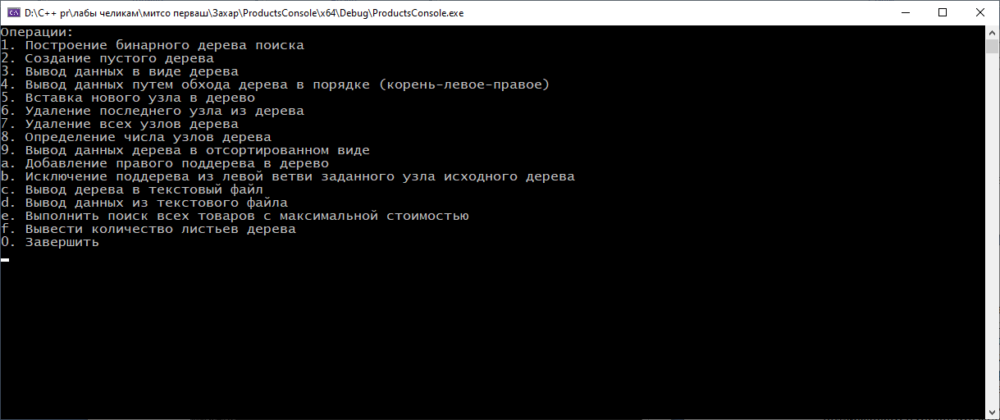 D:\C++ pr\лабы челикам\митсо перваш\Захар\ProductsConsole\x64\Debug\ProductsConsole.exe
Операции:
1. Построение бинарного дерева поиска
2. Создание пустого дерева
3. Вывод данных в виде дерева
4. Вывод данных путем обхода дерева в порядке (корень-левое-правое)
5. Вставка нового узла в дерево
6. Удаление последнего узла из дерева
7. Удаление всех узлов дерева
8. Определение числа узлов дерева
9. Вывод данных дерева в отсортированном виде
a. Добавление правого поддерева в дерево
b. Исключение поддерева из левой ветви заданного узла исходного дерева
c. Вывод дерева в текстовый файл
d. Вывод данных из текстового файла
e. Выполнить поиск всех товаров с максимальной стоимостью
f. Вывести количество листьев дерева
0. Завершить